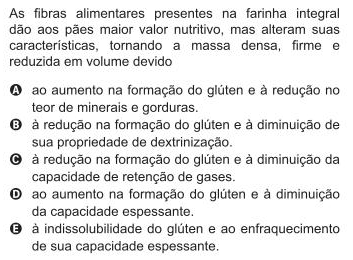 As fibras alimentares presentes na farinha integral
dão aos pães maior valor nutritivo, mas alteram suas
características, tornando a massa densa, firme e
reduzida em volume devido
A ao aumento na formação do glúten e à redução no
teor de minerais e gorduras.
B à redução na formação do glúten e à diminuição de
sua propriedade de dextrinização.
C à redução na formação do glúten e à diminuição da
capacidade de retenção de gases.
D ao aumento na formação do glúten e à diminuição
da capacidade espessante.
E à indissolubilidade do glúten e ao enfraquecimento
de sua capacidade espessante.